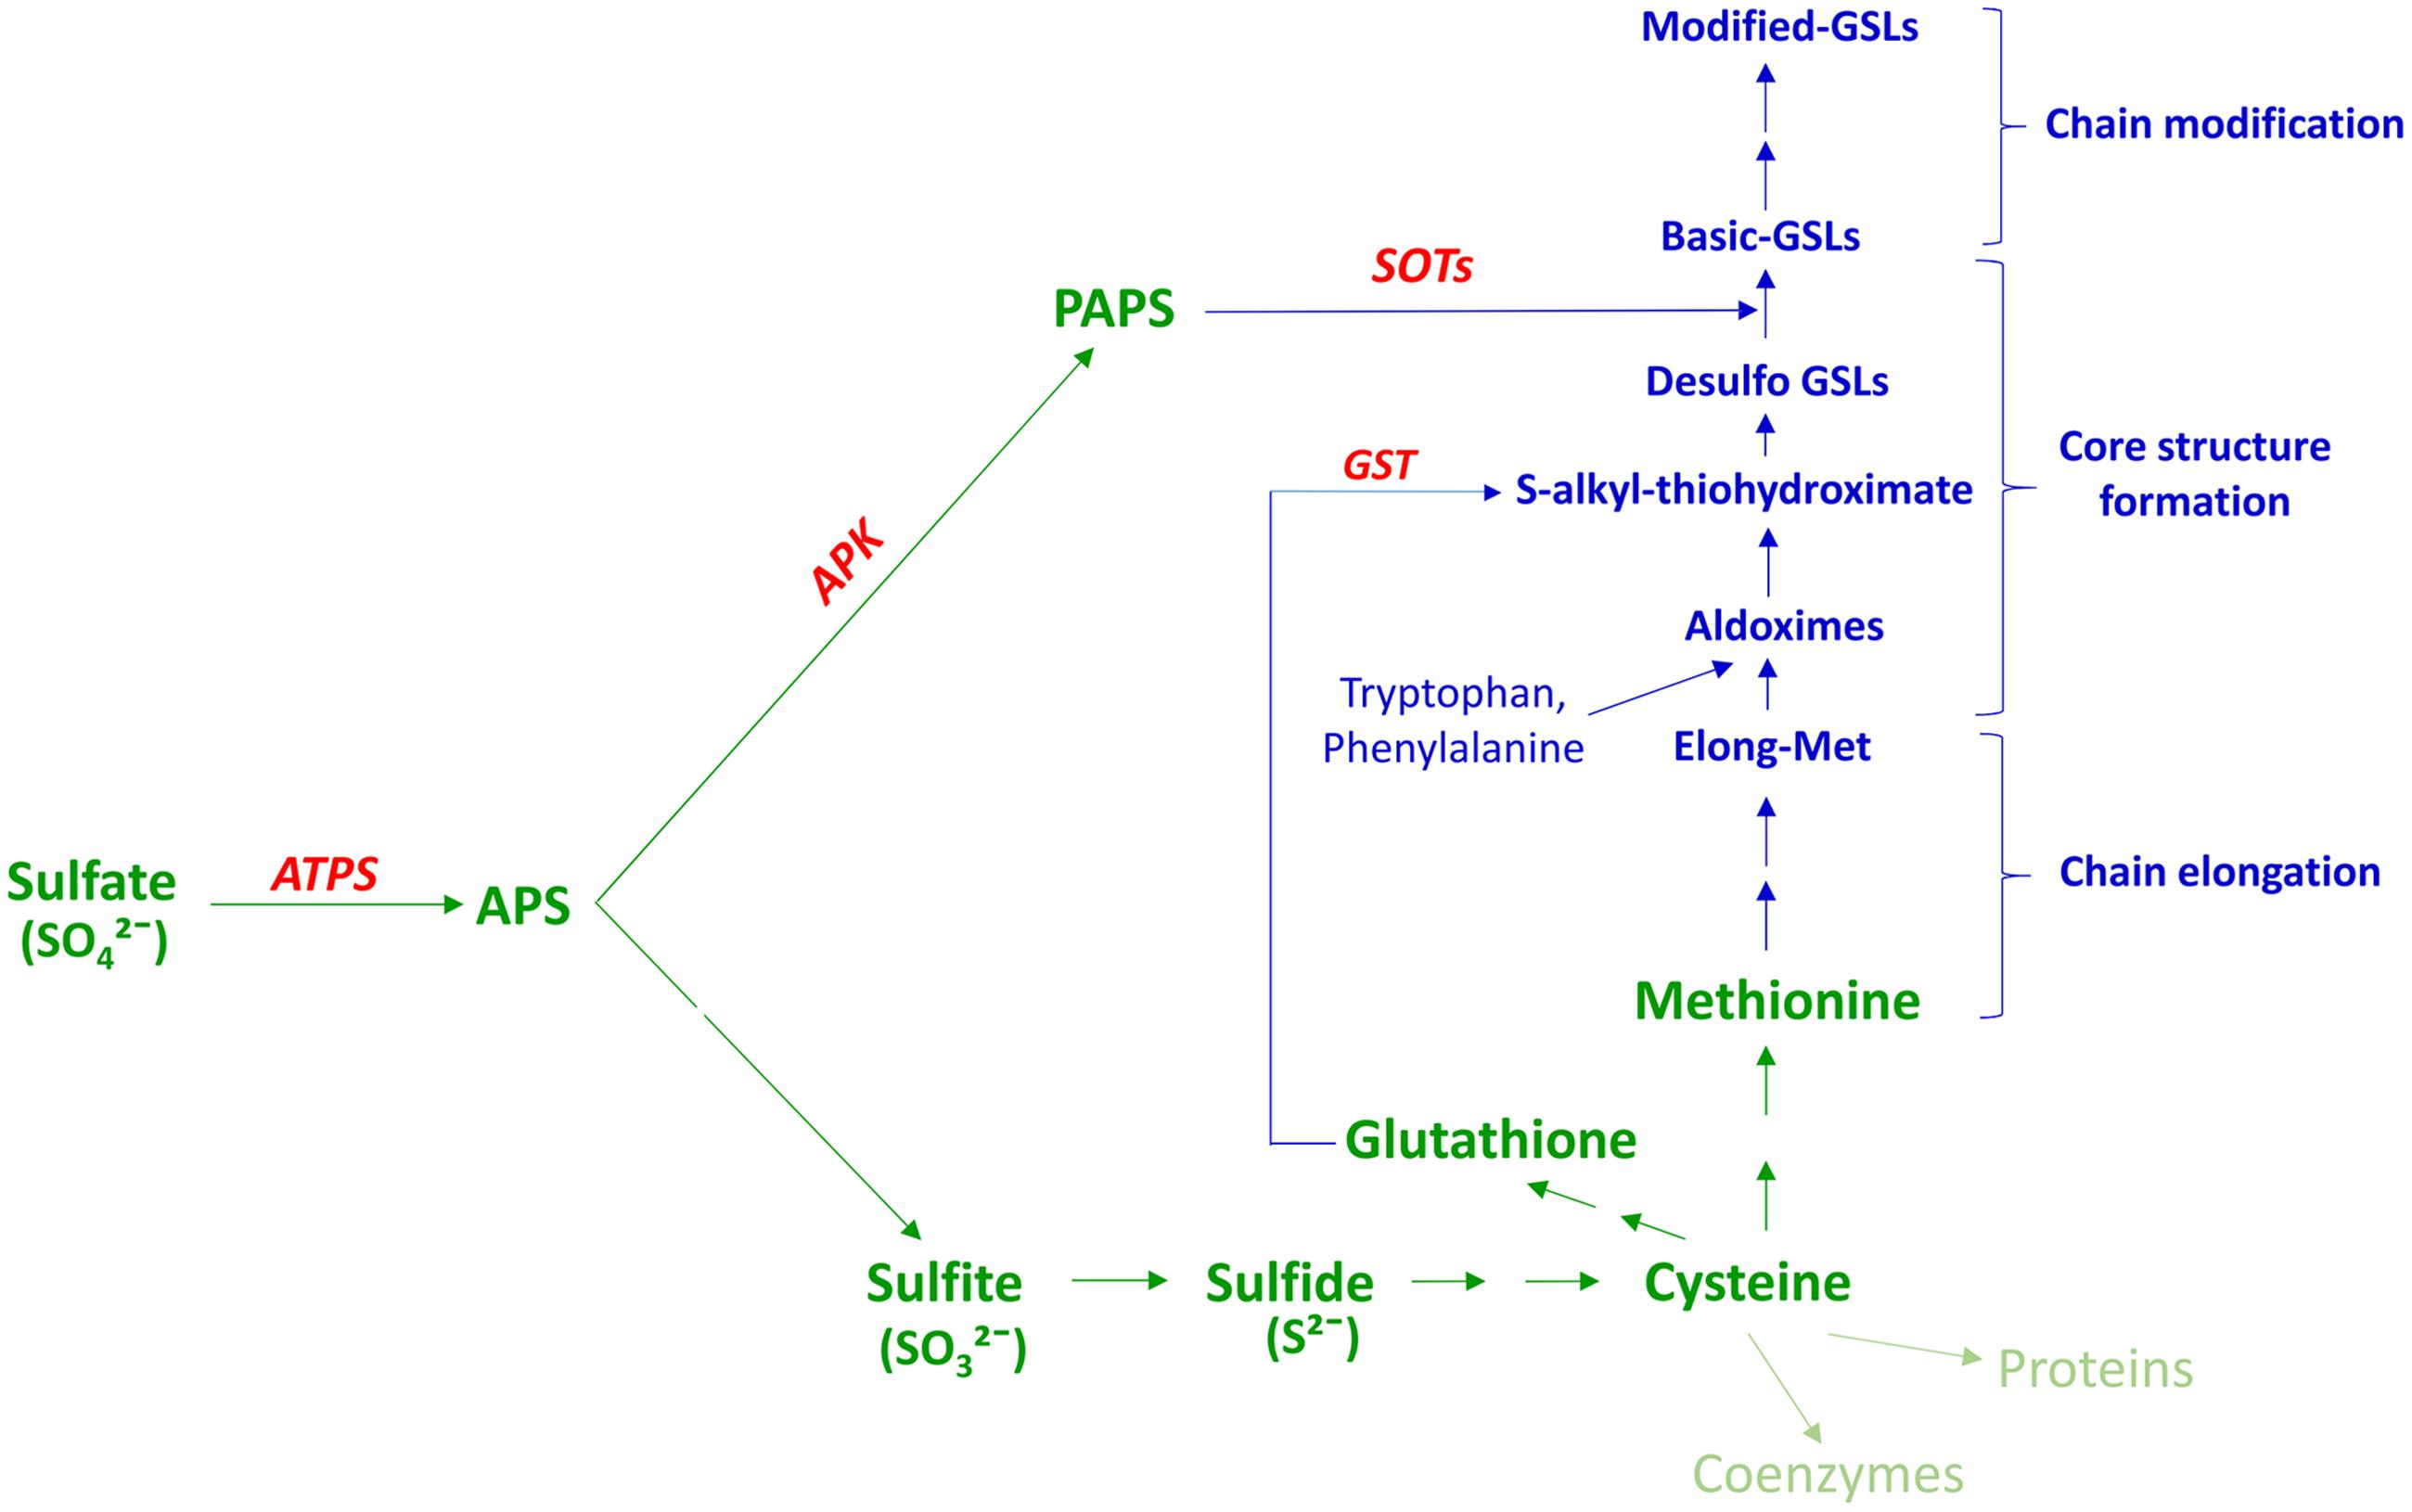 Modified-GSLs
Chain modification
Basic-GSLs
SOTs
PAPS
Desulfo GSLs
Core structure
formation
GST
S-alkyl-thiohydroximate
APK
Aldoximes
Tryptophan,
Phenylalanine
Elong-Met
Chain elongation
Sulfate
(SO₄²⁻)
ATPS
APS
Methionine
Glutathione
Sulfite
(SO₃²⁻)
Sulfide
(S²⁻)
Cysteine
Proteins
Coenzymes